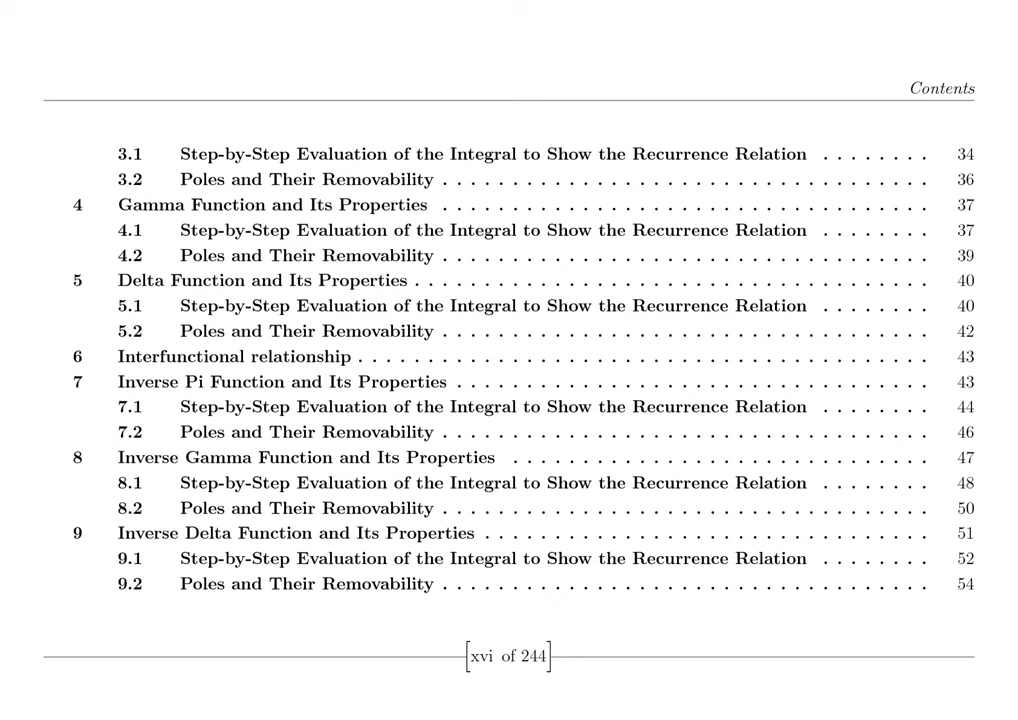 Contents
3.1 Step-by-Step Evaluation of the Integral to Show the Recurrence Relation . . . . . . . . 34
3.2 Poles and Their Removability . . . . . . . . . . . . . . . . . . . . . . . . . . . . . . . . . . . 36
4 Gamma Function and Its Properties . . . . . . . . . . . . . . . . . . . . . . . . . . . . . . . . . . . 37
4.1 Step-by-Step Evaluation of the Integral to Show the Recurrence Relation . . . . . . . . 37
4.2 Poles and Their Removability . . . . . . . . . . . . . . . . . . . . . . . . . . . . . . . . . . . 39
5 Delta Function and Its Properties . . . . . . . . . . . . . . . . . . . . . . . . . . . . . . . . . . . . . 40
5.1 Step-by-Step Evaluation of the Integral to Show the Recurrence Relation . . . . . . . . 40
5.2 Poles and Their Removability . . . . . . . . . . . . . . . . . . . . . . . . . . . . . . . . . . . 42
6 Interfunctional relationship . . . . . . . . . . . . . . . . . . . . . . . . . . . . . . . . . . . . . . . . . 43
7 Inverse Pi Function and Its Properties . . . . . . . . . . . . . . . . . . . . . . . . . . . . . . . . . . 43
7.1 Step-by-Step Evaluation of the Integral to Show the Recurrence Relation . . . . . . . . 44
7.2 Poles and Their Removability . . . . . . . . . . . . . . . . . . . . . . . . . . . . . . . . . . . 46
8 Inverse Gamma Function and Its Properties . . . . . . . . . . . . . . . . . . . . . . . . . . . . . . 47
8.1 Step-by-Step Evaluation of the Integral to Show the Recurrence Relation . . . . . . . . 48
8.2 Poles and Their Removability . . . . . . . . . . . . . . . . . . . . . . . . . . . . . . . . . . . 50
9 Inverse Delta Function and Its Properties . . . . . . . . . . . . . . . . . . . . . . . . . . . . . . . . 51
9.1 Step-by-Step Evaluation of the Integral to Show the Recurrence Relation . . . . . . . . 52
9.2 Poles and Their Removability . . . . . . . . . . . . . . . . . . . . . . . . . . . . . . . . . . . 54
[xvi of 244]